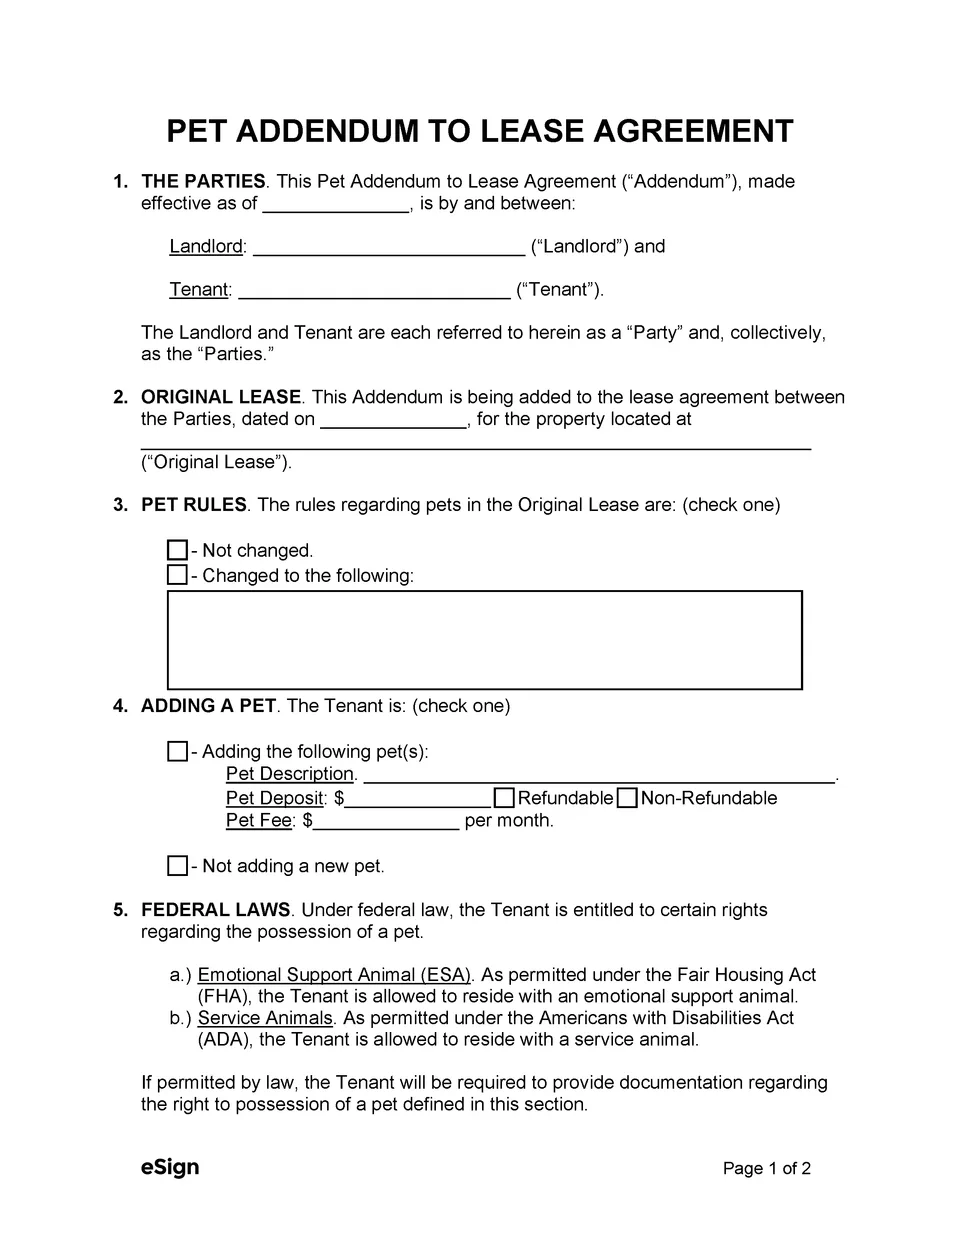 PET ADDENDUM TO LEASE AGREEMENT
1. THE PARTIES. This Pet Addendum to Lease Agreement (“Addendum”), made
effective as of ______________, is by and between:
Landlord: __________________________ (“Landlord”) and
Tenant: __________________________ (“Tenant”).
The Landlord and Tenant are each referred to herein as a “Party” and, collectively,
as the “Parties.”
2. ORIGINAL LEASE. This Addendum is being added to the lease agreement between
the Parties, dated on ______________, for the property located at
________________________________________________________________
(“Original Lease”).
3. PET RULES. The rules regarding pets in the Original Lease are: (check one)
☐ - Not changed.
☐ - Changed to the following:
4. ADDING A PET. The Tenant is: (check one)
☐ - Adding the following pet(s):
Pet Description. _____________________________________________.
Pet Deposit: $______________ ☐ Refundable ☐ Non-Refundable
Pet Fee: $______________ per month.
☐ - Not adding a new pet.
5. FEDERAL LAWS. Under federal law, the Tenant is entitled to certain rights
regarding the possession of a pet.
a.) Emotional Support Animal (ESA). As permitted under the Fair Housing Act
(FHA), the Tenant is allowed to reside with an emotional support animal.
b.) Service Animals. As permitted under the Americans with Disabilities Act
(ADA), the Tenant is allowed to reside with a service animal.
If permitted by law, the Tenant will be required to provide documentation regarding
the right to possession of a pet defined in this section.
eSign Page 1 of 2